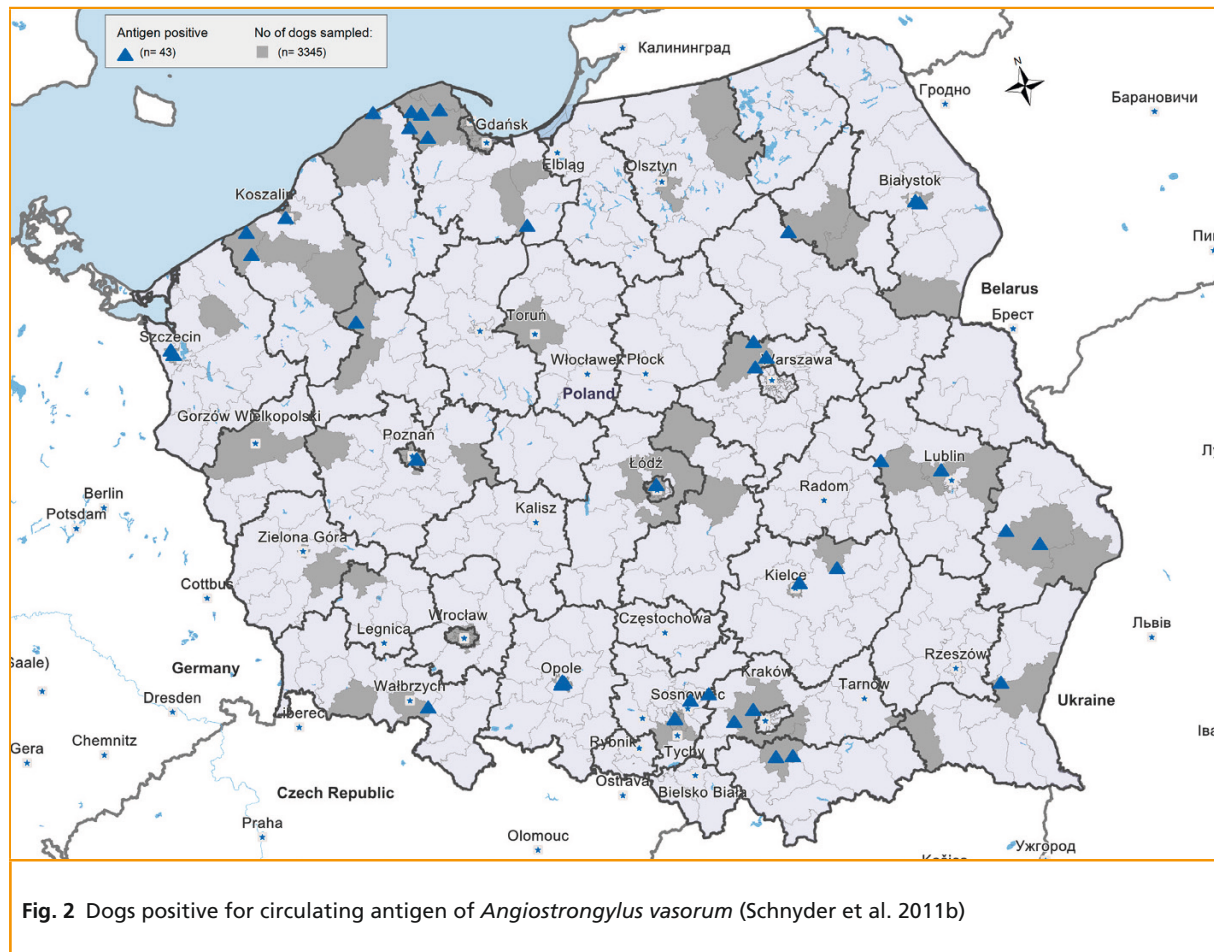 Antigen positive
No of dogs sampled:
(n= 43)
(n= 3345)
N
Калининград
Гродно
Барановичи
Gdańsk
Elbląg
Olsztyn
Koszalin
Białystok
Belarus
Брест
Szczecin
Toruń
Włocławek
Płock
Warszawa
Poland
Gorzów Wielkopolski
Poznań
Berlin
Potsdam
Łódź
Lublin
Radom
Kalisz
Zielona Góra
Cottbus
Kielce
Wrocław
Legnica
Częstochowa
Львів
Germany
Opole
Rzeszów
Kraków
Tarnów
Wałbrzych
Sosnowiec
Dresden
Liberec
Ukraine
Chemnitz
Gera
Rybnik
Tychy
Ostrava
Bielsko Biała
Czech Republic
Praha
Olomouc
Ужгород
Fig. 2 Dogs positive for circulating antigen of Angiostrongylus vasorum (Schnyder et al. 2011b)